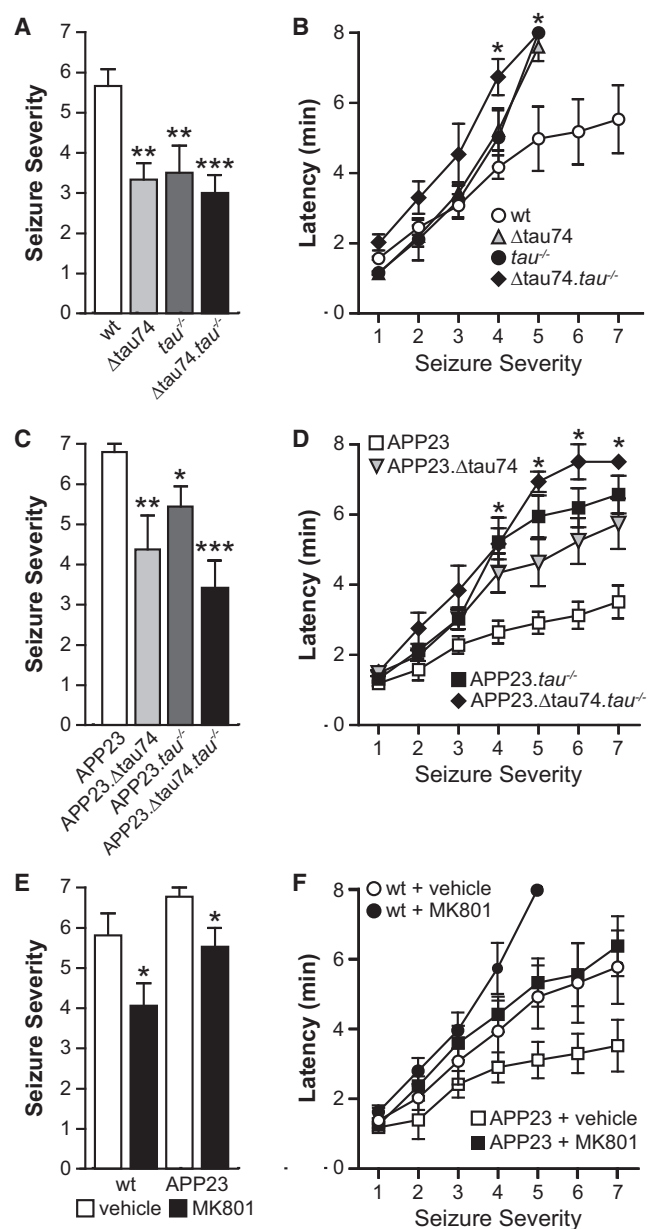 A
Seizure Severity
7
6
5
4
3
2
1
0
**
**
***
wt
Δtau74
tau-/-
Δtau74.tau-/-
B
Latency (min)
8
6
4
2
0
*
*
wt
Δtau74
tau-/-
Δtau74.tau-/-
1 2 3 4 5 6 7
Seizure Severity
C
Seizure Severity
7
6
5
4
3
2
1
0
**
*
***
APP23
APP23.Δtau74
APP23.tau-/-
APP23.Δtau74.tau-/-
D
Latency (min)
8
6
4
2
0
APP23
APP23.Δtau74
*
*
*
*
APP23.tau-/-
APP23.Δtau74.tau-/-
1 2 3 4 5 6 7
Seizure Severity
E
Seizure Severity
7
6
5
4
3
2
1
0
*
*
wt APP23
vehicle MK801
F
Latency (min)
8
6
4
2
0
wt + vehicle
wt + MK801
APP23 + vehicle
APP23 + MK801
1 2 3 4 5 6 7
Seizure Severity